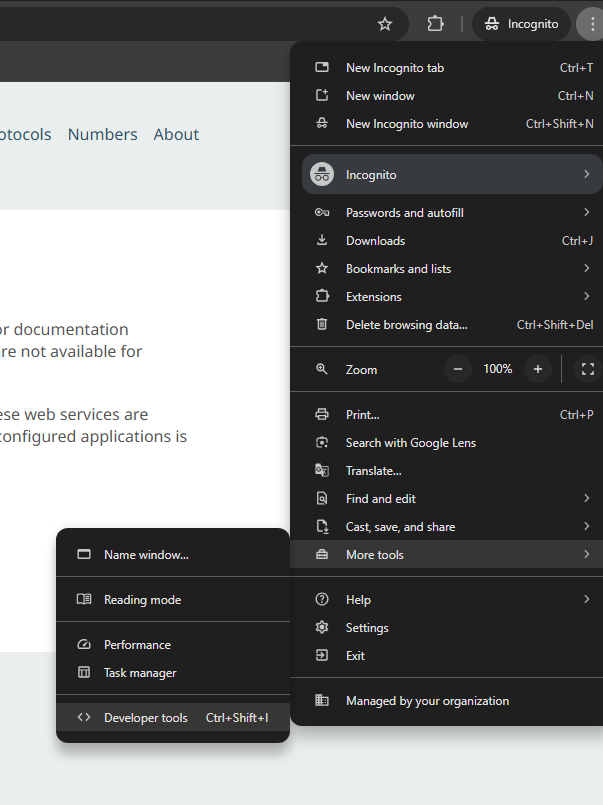 Incognito
otocols Numbers About
or documentation
re not available for
ese web services are
configured applications is
New Incognito tab Ctrl+T
New window Ctrl+N
New Incognito window Ctrl+Shift+N
Incognito
Passwords and autofill
Downloads Ctrl+J
Bookmarks and lists
Extensions
Delete browsing data... Ctrl+Shift+Del
Zoom − 100% +
Print... Ctrl+P
Search with Google Lens
Translate...
Find and edit
Cast, save, and share
More tools
Help
Settings
Exit
Managed by your organization
Name window...
Reading mode
Performance
Task manager
Developer tools Ctrl+Shift+I